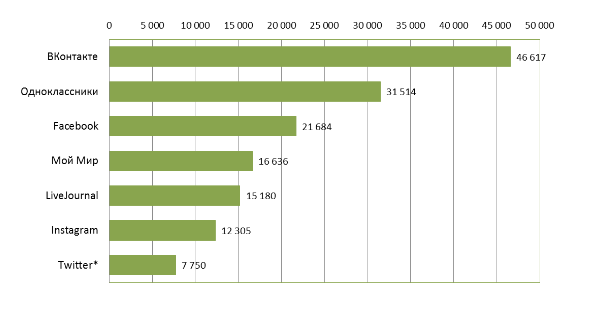 0 5 000 10 000 15 000 20 000 25 000 30 000 35 000 40 000 45 000 50 000
ВКонтакте 46 617
Одноклассники 31 514
Facebook 21 684
Мой Мир 16 636
LiveJournal 15 180
Instagram 12 305
Twitter* 7 750